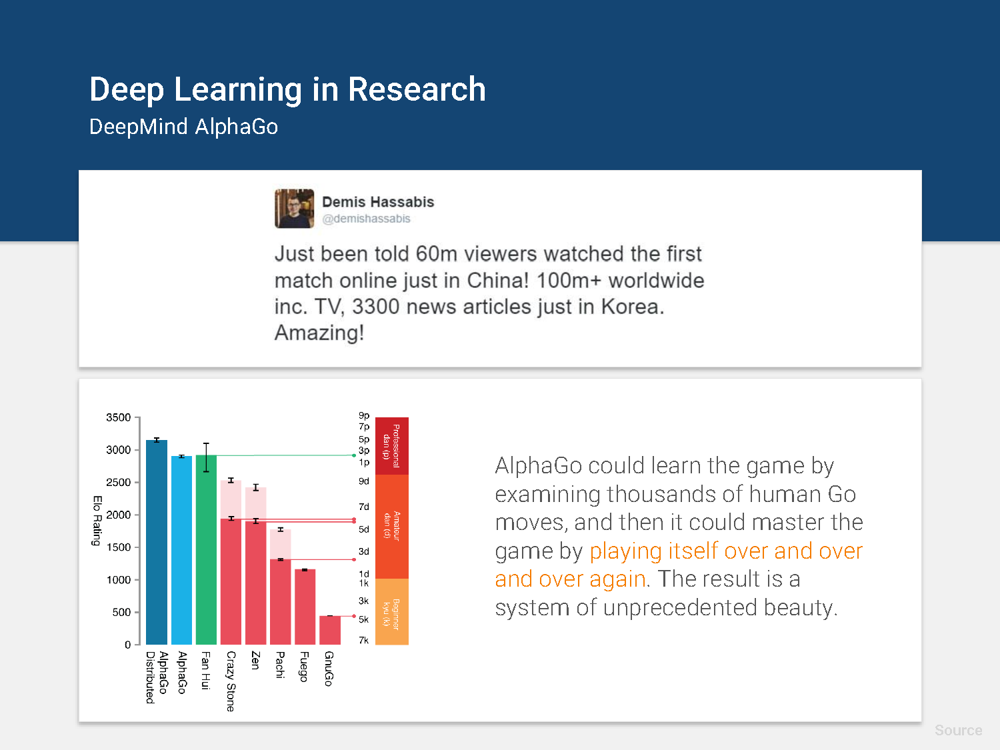 Deep Learning in Research
DeepMind AlphaGo
Demis Hassabis
@demishassabis
Just been told 60m viewers watched the first
match online just in China! 100m+ worldwide
inc. TV, 3300 news articles just in Korea.
Amazing!
3500
3000
2500
2000
1500
1000
500
0
Elo Rating
AlphaGo
Distributed
AlphaGo
Fan Hui
Crazy Stone
Zen
Pachi
Fuego
GnuGo
9p
7p
5p
3p
1p
9d
7d
5d
3d
1d
1k
3k
5k
7k
Professional
dan (p)
Amateur
dan (d)
Beginner
kyu (k)
AlphaGo could learn the game by
examining thousands of human Go
moves, and then it could master the
game by playing itself over and over
and over again. The result is a
system of unprecedented beauty.
Source